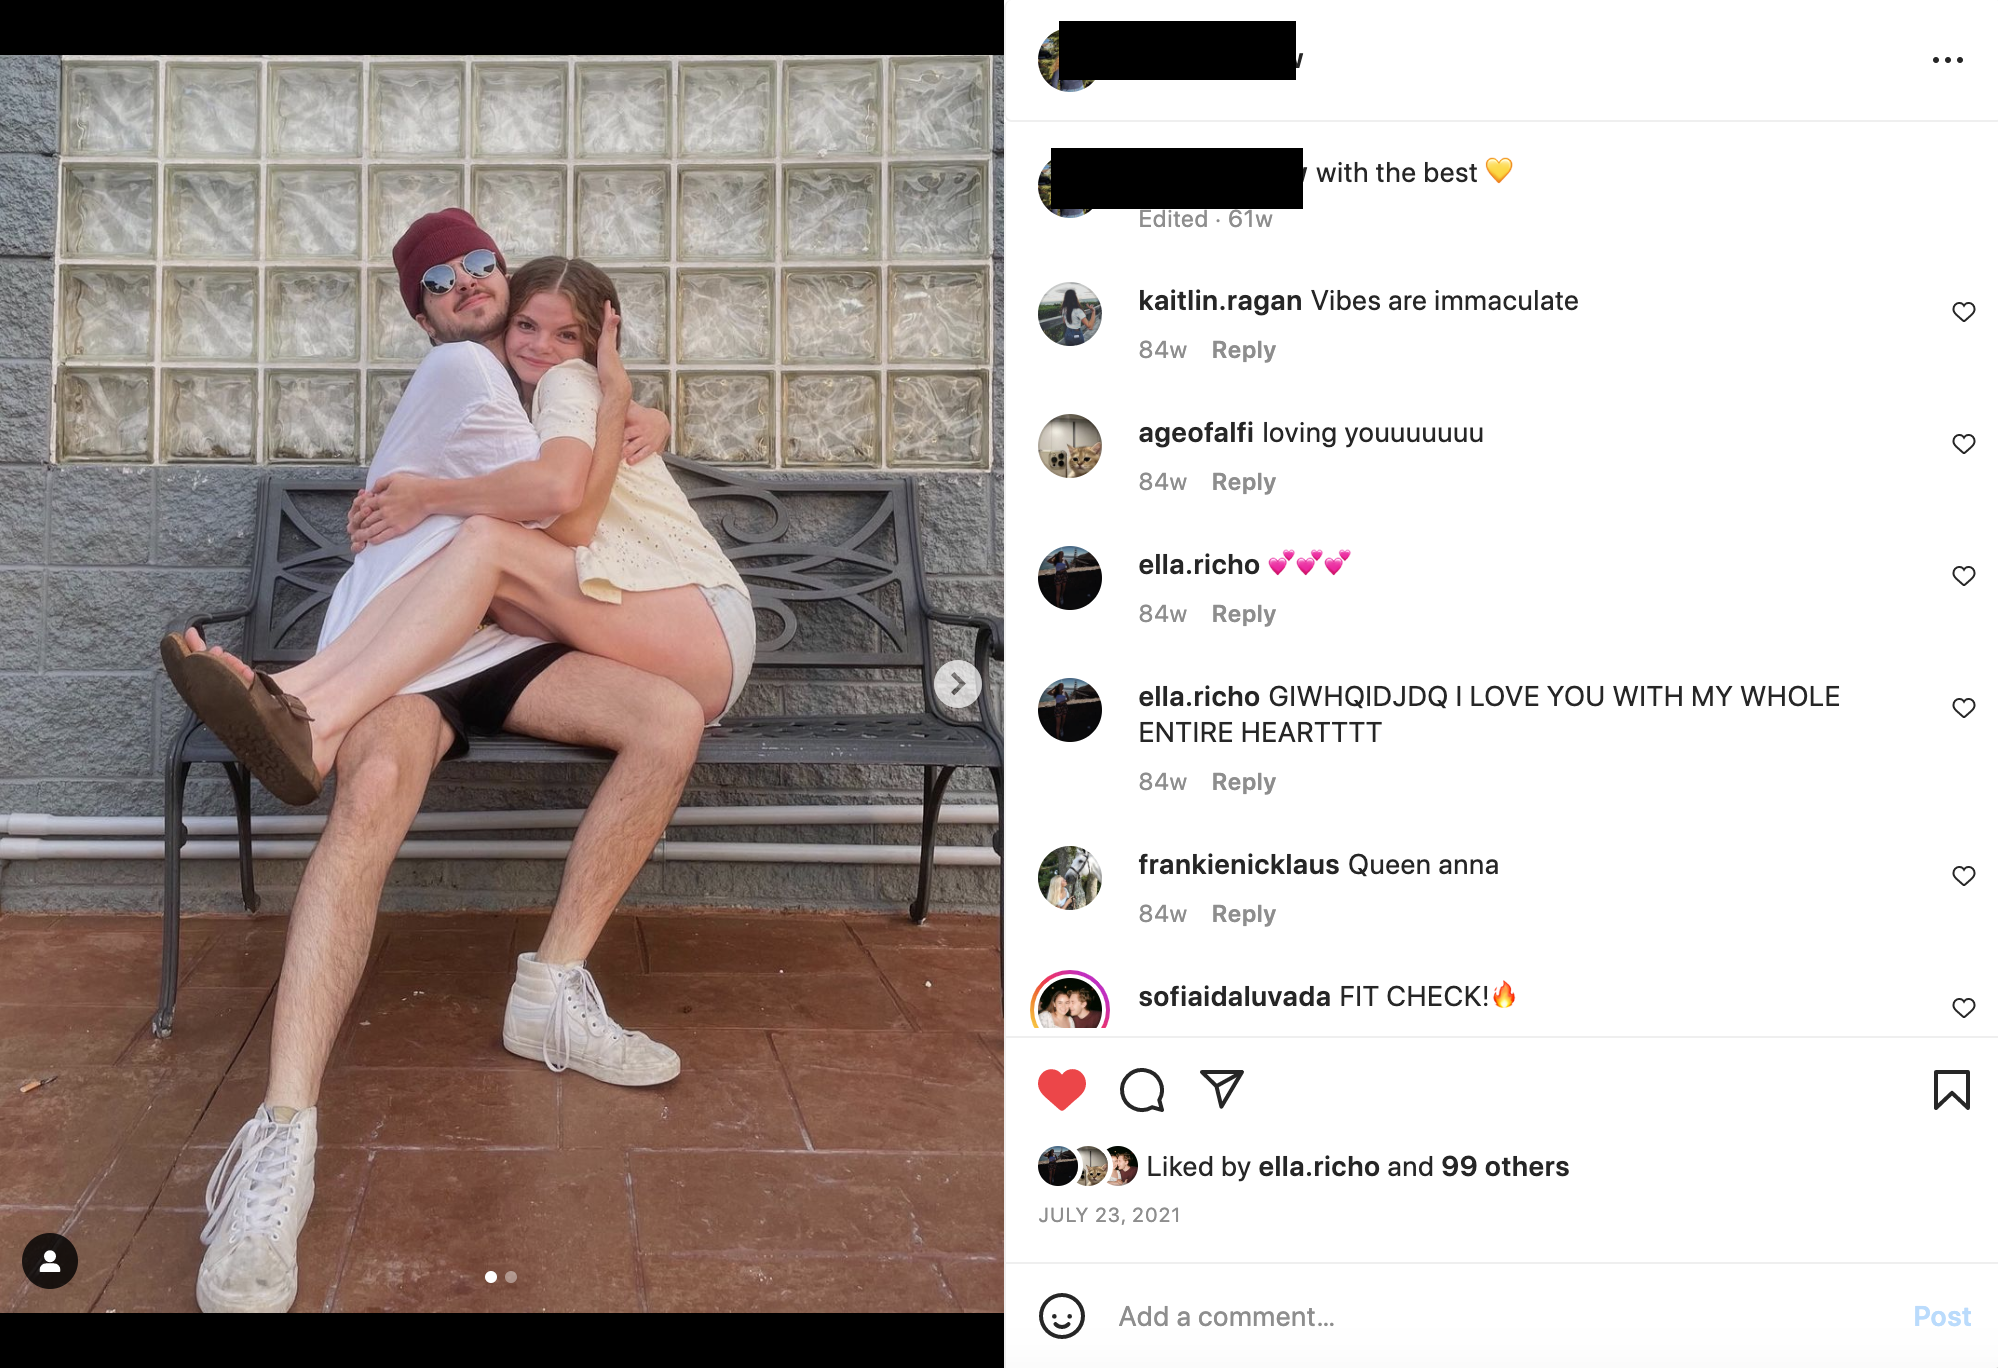 with the best 💛
Edited · 61w
kaitlin.ragan Vibes are immaculate
84w Reply
ageofalfi loving youuuuuuu
84w Reply
ella.richo 💕💕💕
84w Reply
ella.richo GIWHQIDJDQ I LOVE YOU WITH MY WHOLE
ENTIRE HEARTTTT
84w Reply
frankienicklaus Queen anna
84w Reply
sofiaidaluvada FIT CHECK!🔥
Liked by ella.richo and 99 others
JULY 23, 2021
Add a comment...
Post